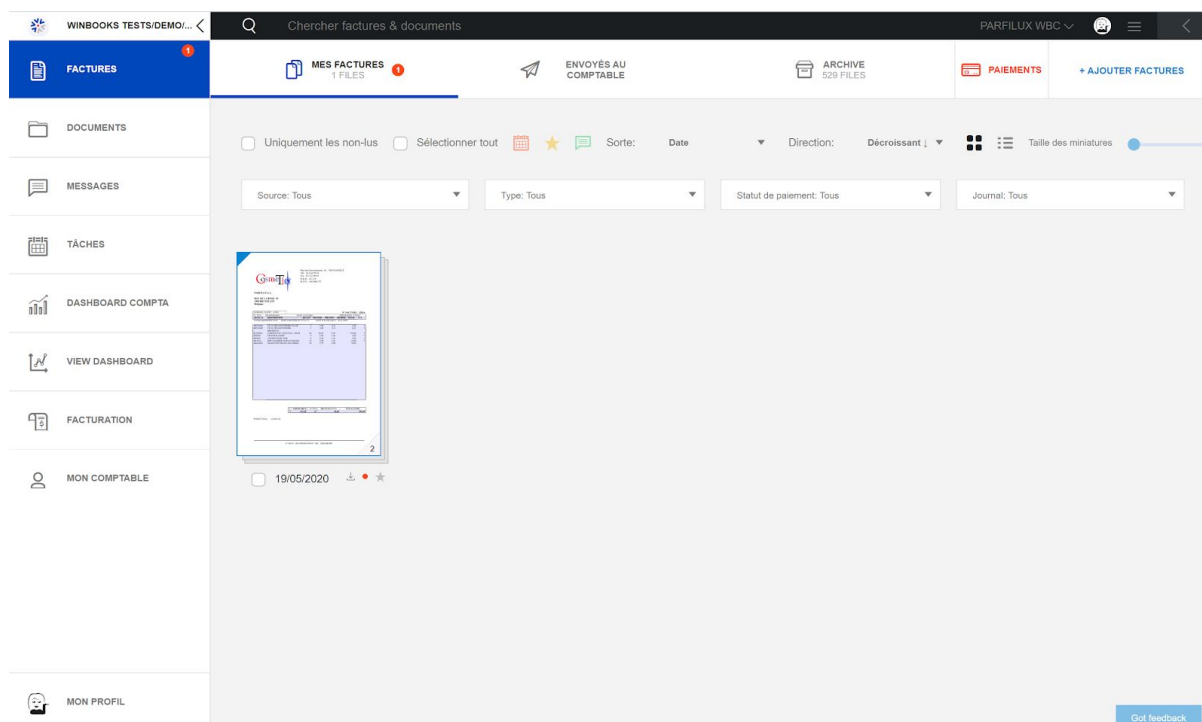 WINBOOKS TESTS/DEMO/...
Chercher factures & documents
PARFILUX WBC
FACTURES
1
MES FACTURES
1 FILES
1
ENVOYÉS AU
COMPTABLE
ARCHIVE
529 FILES
PAIEMENTS
+ AJOUTER FACTURES
DOCUMENTS
MESSAGES
TÂCHES
DASHBOARD COMPTA
VIEW DASHBOARD
FACTURATION
MON COMPTABLE
MON PROFIL
Uniquement les non-lus
Sélectionner tout
Sorte:
Date
Direction:
Décroissant ↓
Taille des miniatures
Source: Tous
Type: Tous
Statut de paiement: Tous
Journal: Tous
CosmeTic
2
19/05/2020
Got feedback